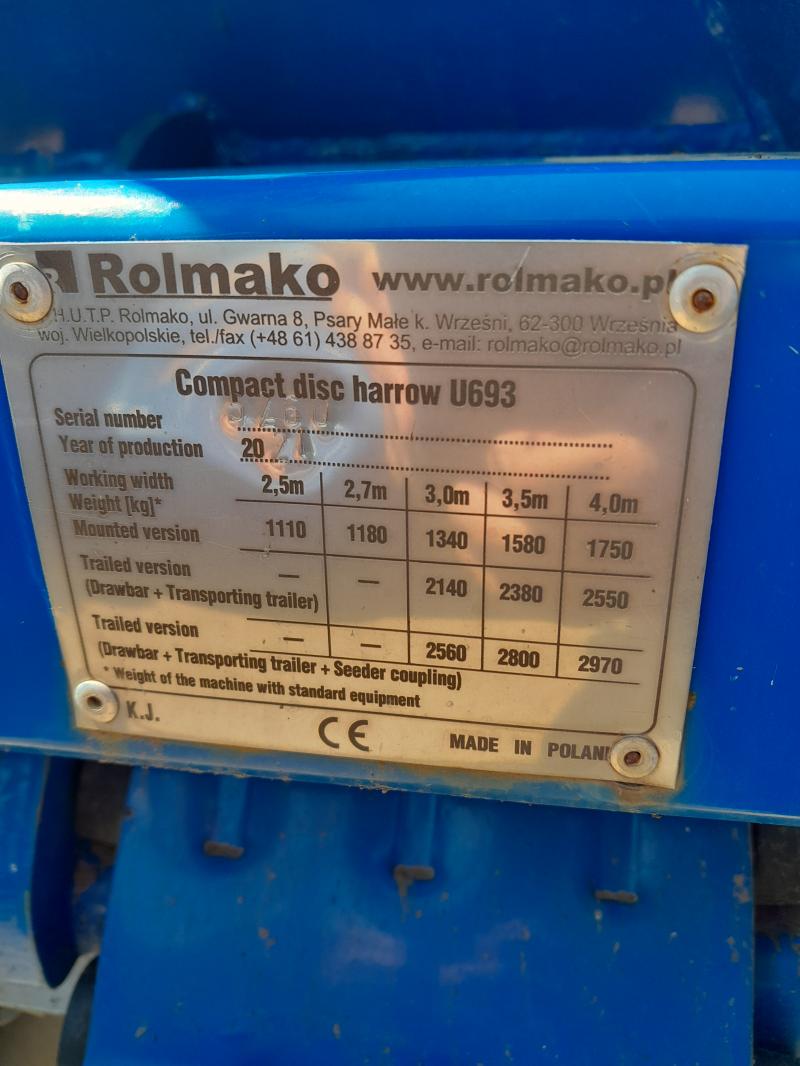 Rolmako www.rolmako.pl
H.U.T.P. Rolmako, ul. Gwarna 8, Psary Małe k. Wrześni, 62-300 Września
woj. Wielkopolskie, tel./fax (+48 61) 438 87 35, e-mail: rolmako@rolmako.pl
Compact disc harrow U693
Serial number
Year of production 20 21
Working width 2,5m 2,7m 3,0m 3,5m 4,0m
Weight [kg]*
Mounted version 1110 1180 1340 1580 1750
Trailed version – – 2140 2380 2550
(Drawbar + Transporting trailer)
Trailed version – – 2560 2800 2970
(Drawbar + Transporting trailer + Seeder coupling)
* Weight of the machine with standard equipment
K.J. CE MADE IN POLAND